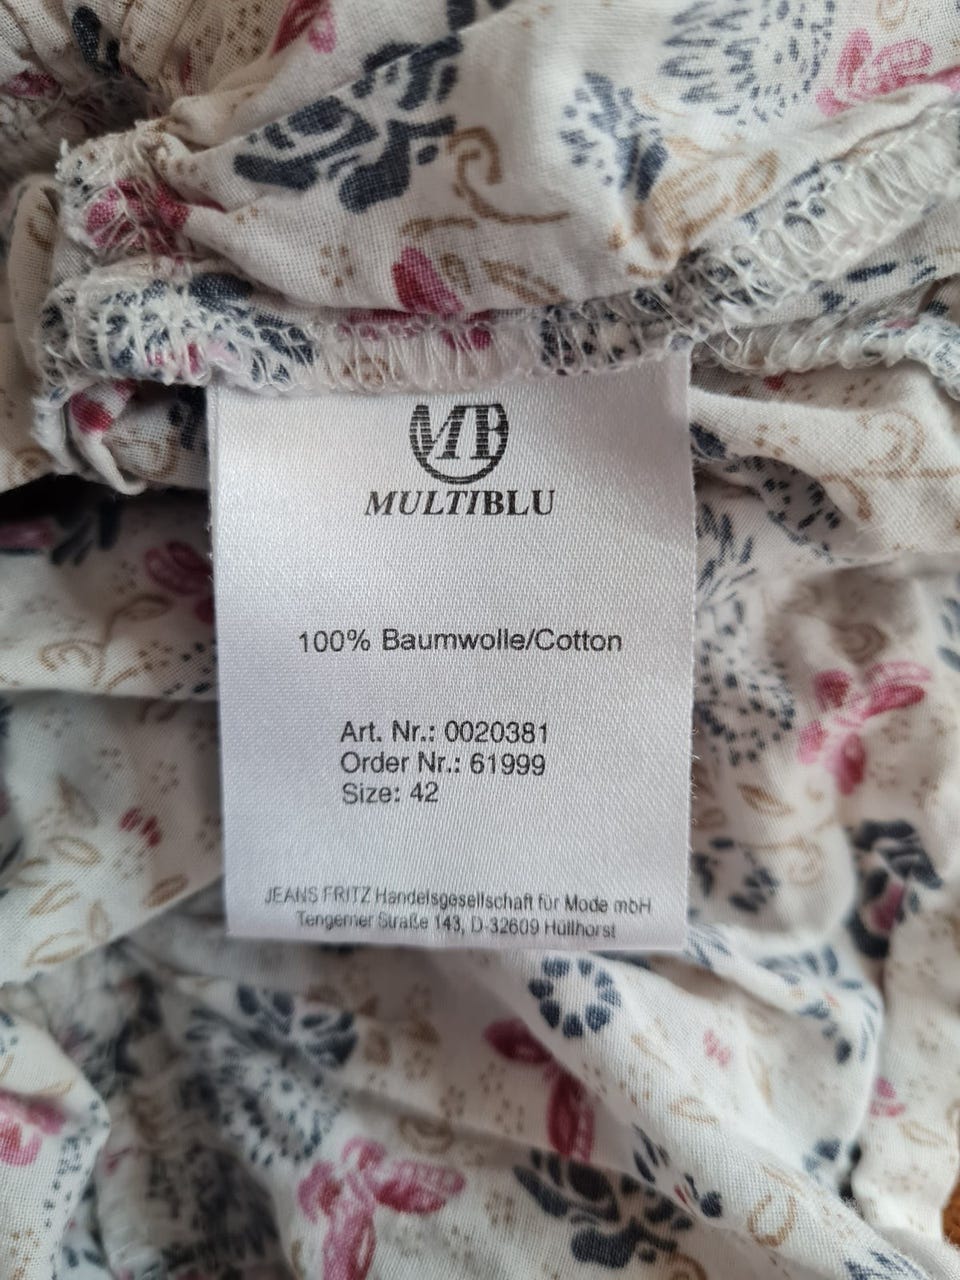 MB
MULTIBLU
100% Baumwolle/Cotton
Art. Nr.: 0020381
Order Nr.: 61999
Size: 42
JEANS FRITZ Handelsgesellschaft für Mode mbH
Tengerner Straße 143, D-32609 Hüllhorst